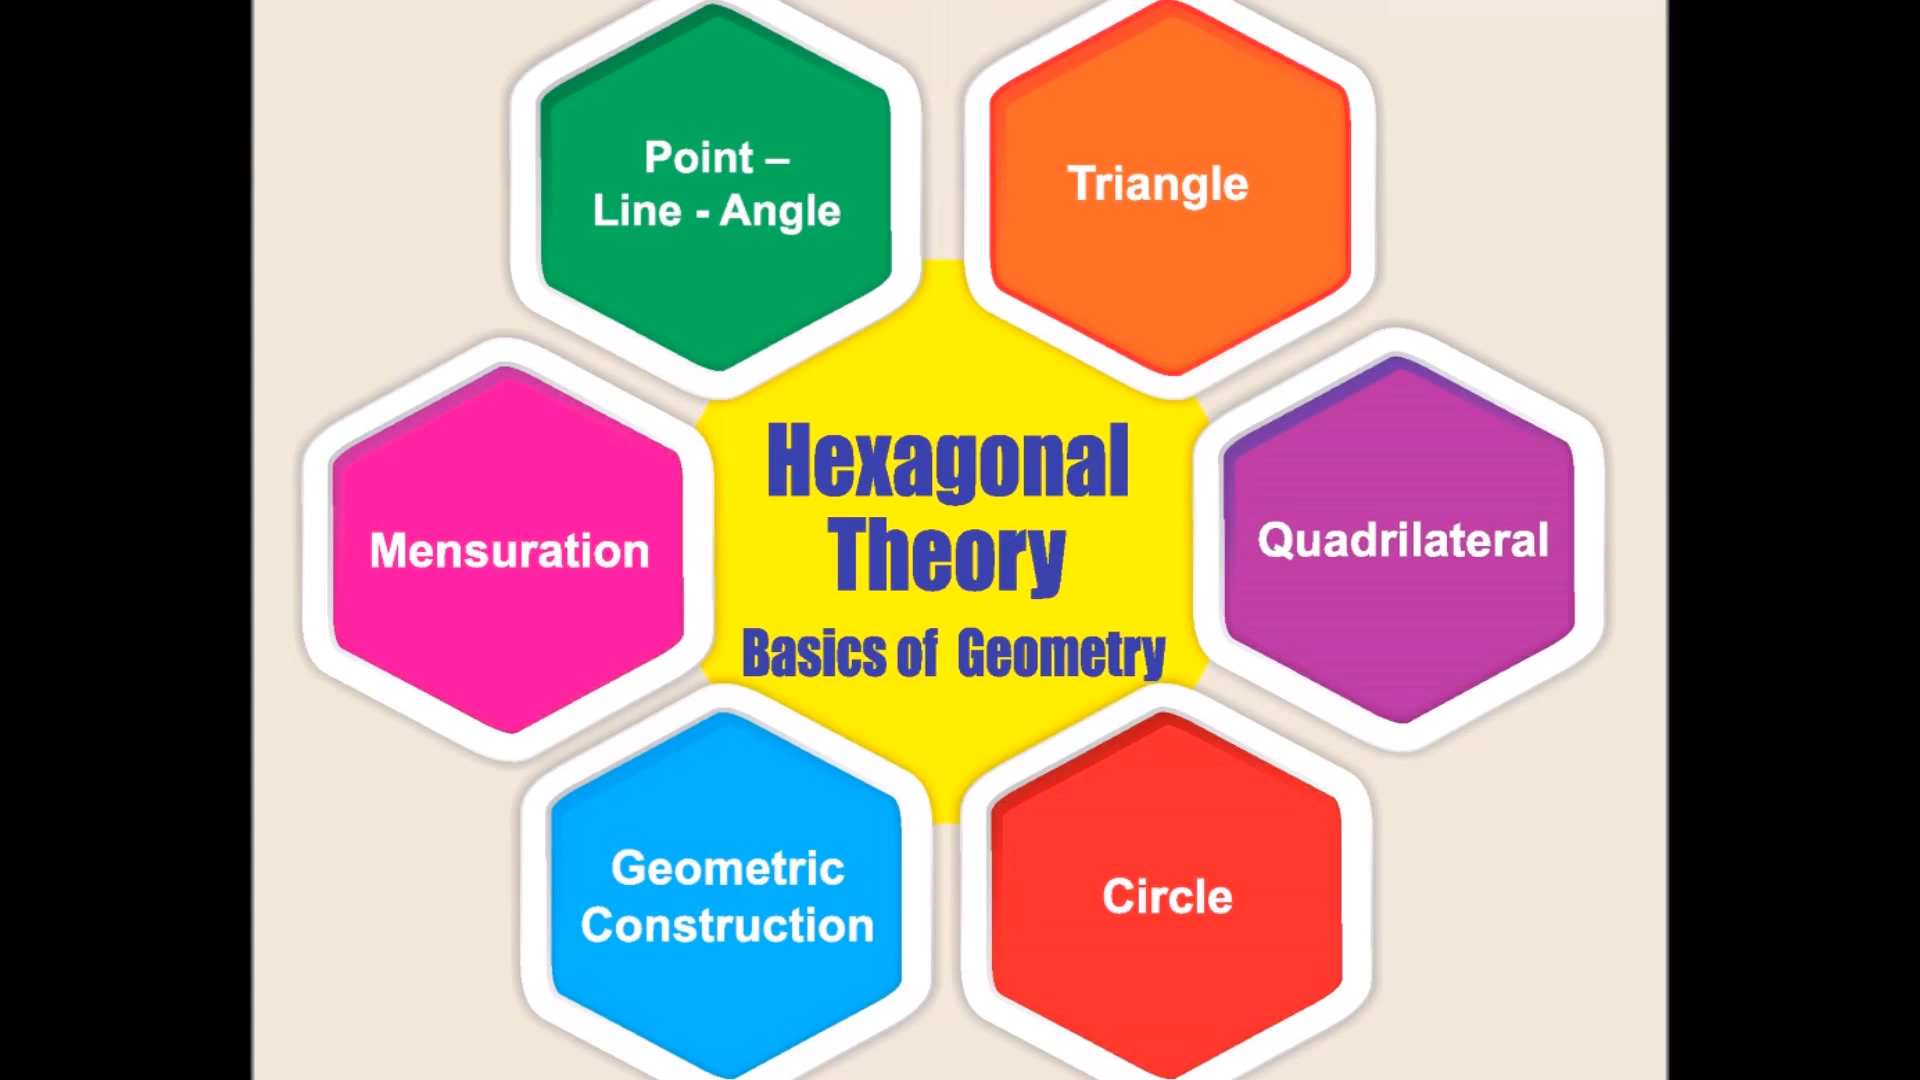 Point –
Line - Angle
Triangle
Hexagonal
Theory
Basics of Geometry
Mensuration
Quadrilateral
Geometric
Construction
Circle